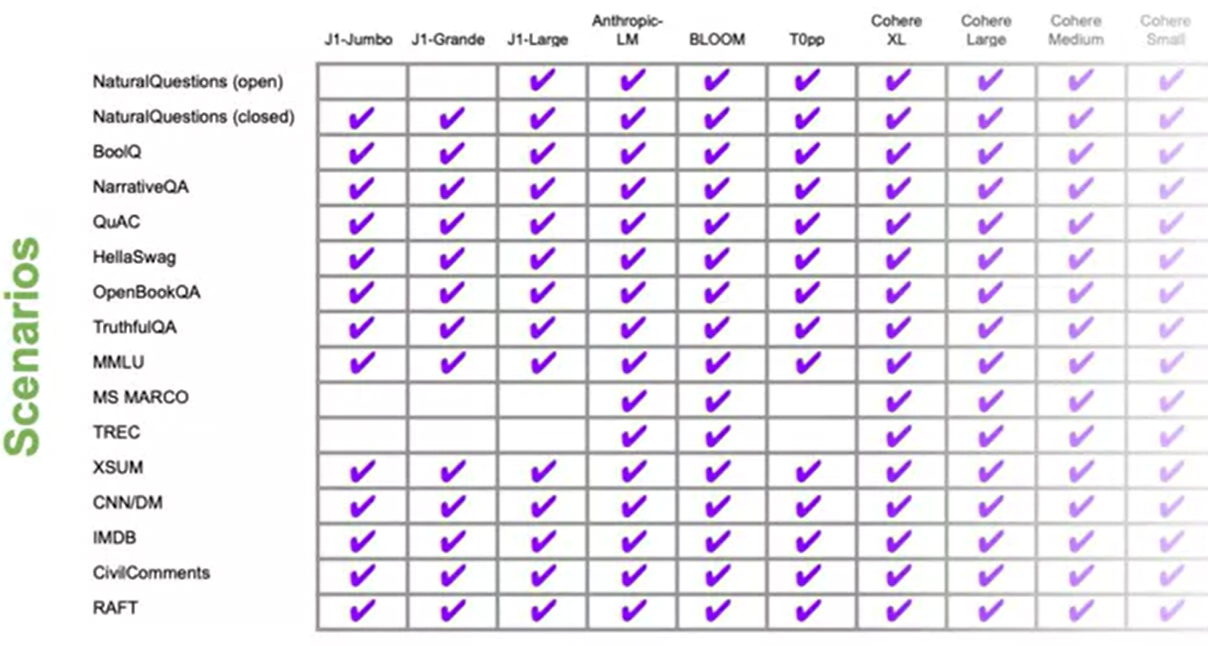 J1-Jumbo J1-Grande J1-Large Anthropic-LM BLOOM T0pp Cohere XL Cohere Large Cohere Medium Cohere Small
Scenarios
NaturalQuestions (open) ✔ ✔ ✔ ✔ ✔ ✔ ✔ ✔
NaturalQuestions (closed) ✔ ✔ ✔ ✔ ✔ ✔ ✔ ✔ ✔ ✔
BoolQ ✔ ✔ ✔ ✔ ✔ ✔ ✔ ✔ ✔ ✔
NarrativeQA ✔ ✔ ✔ ✔ ✔ ✔ ✔ ✔ ✔ ✔
QuAC ✔ ✔ ✔ ✔ ✔ ✔ ✔ ✔ ✔ ✔
HellaSwag ✔ ✔ ✔ ✔ ✔ ✔ ✔ ✔ ✔ ✔
OpenBookQA ✔ ✔ ✔ ✔ ✔ ✔ ✔ ✔ ✔ ✔
TruthfulQA ✔ ✔ ✔ ✔ ✔ ✔ ✔ ✔ ✔ ✔
MMLU ✔ ✔ ✔ ✔ ✔ ✔ ✔ ✔ ✔ ✔
MS MARCO ✔ ✔ ✔ ✔ ✔ ✔
TREC ✔ ✔ ✔ ✔ ✔ ✔
XSUM ✔ ✔ ✔ ✔ ✔ ✔ ✔ ✔ ✔ ✔
CNN/DM ✔ ✔ ✔ ✔ ✔ ✔ ✔ ✔ ✔ ✔
IMDB ✔ ✔ ✔ ✔ ✔ ✔ ✔ ✔ ✔ ✔
CivilComments ✔ ✔ ✔ ✔ ✔ ✔ ✔ ✔ ✔ ✔
RAFT ✔ ✔ ✔ ✔ ✔ ✔ ✔ ✔ ✔ ✔